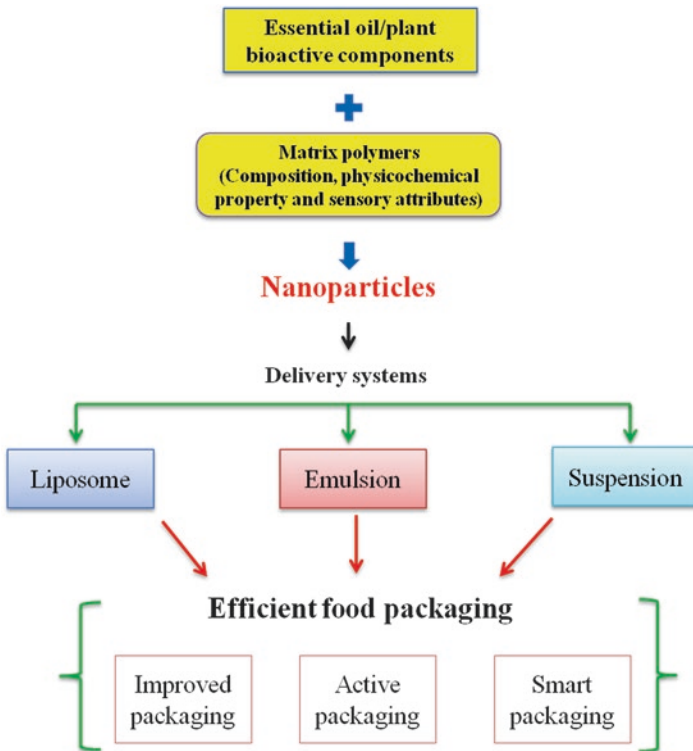 Essential oil/plant
bioactive components
Matrix polymers
(Composition, physicochemical
property and sensory attributes)
Nanoparticles
Delivery systems
Liposome
Emulsion
Suspension
Efficient food packaging
Improved
packaging
Active
packaging
Smart
packaging